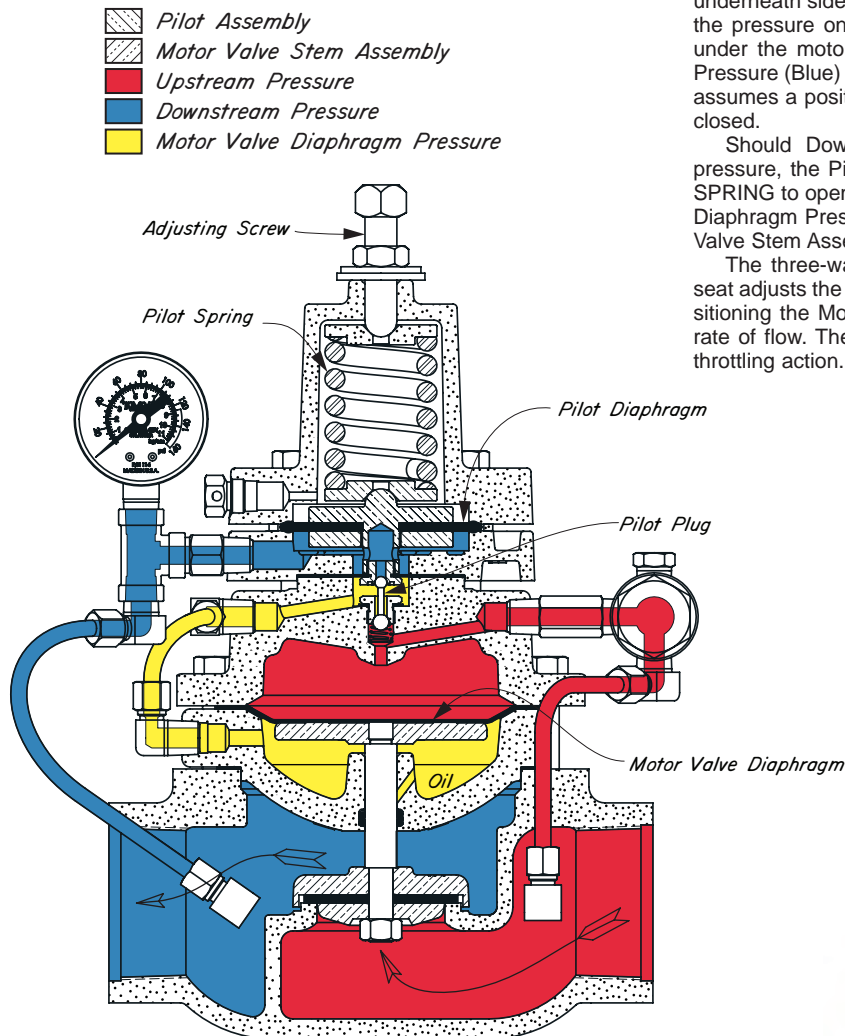 Pilot Assembly
Motor Valve Stem Assembly
Upstream Pressure
Downstream Pressure
Motor Valve Diaphragm Pressure
underneath side
the pressure on
under the motor
Pressure (Blue)
assumes a posit
closed.
Should Dow
pressure, the Pi
SPRING to oper
Diaphragm Pres
Valve Stem Asse
The three-wa
seat adjusts the
sitioning the Mo
rate of flow. The
throttling action.
Adjusting Screw
Pilot Spring
Pilot Diaphragm
Pilot Plug
Motor Valve Diaphragm
Oil